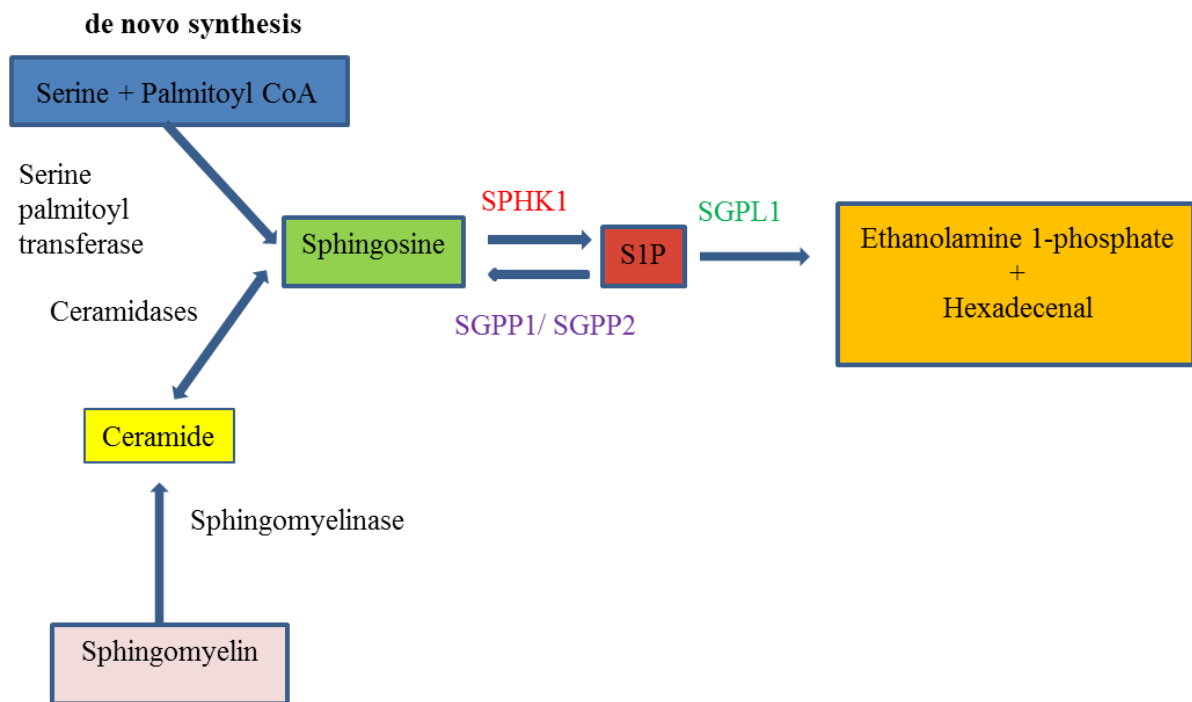 de novo synthesis
Serine + Palmitoyl CoA
Serine
palmitoyl
transferase
SPHK1
SGPL1
Sphingosine
S1P
Ethanolamine 1-phosphate
+
Hexadecenal
Ceramidases
SGPP1/ SGPP2
Ceramide
Sphingomyelinase
Sphingomyelin